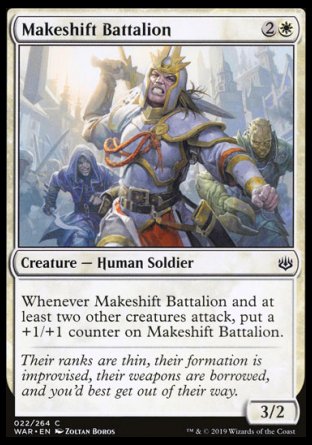 Makeshift Battalion 2
Creature — Human Soldier
Whenever Makeshift Battalion and at
least two other creatures attack, put a
+1/+1 counter on Makeshift Battalion.
Their ranks are thin, their formation is
improvised, their weapons are borrowed,
and you'd best get out of their way.
3/2
022/264 C
WAR • EN Zoltan Boros ™ & © 2019 Wizards of the Coast